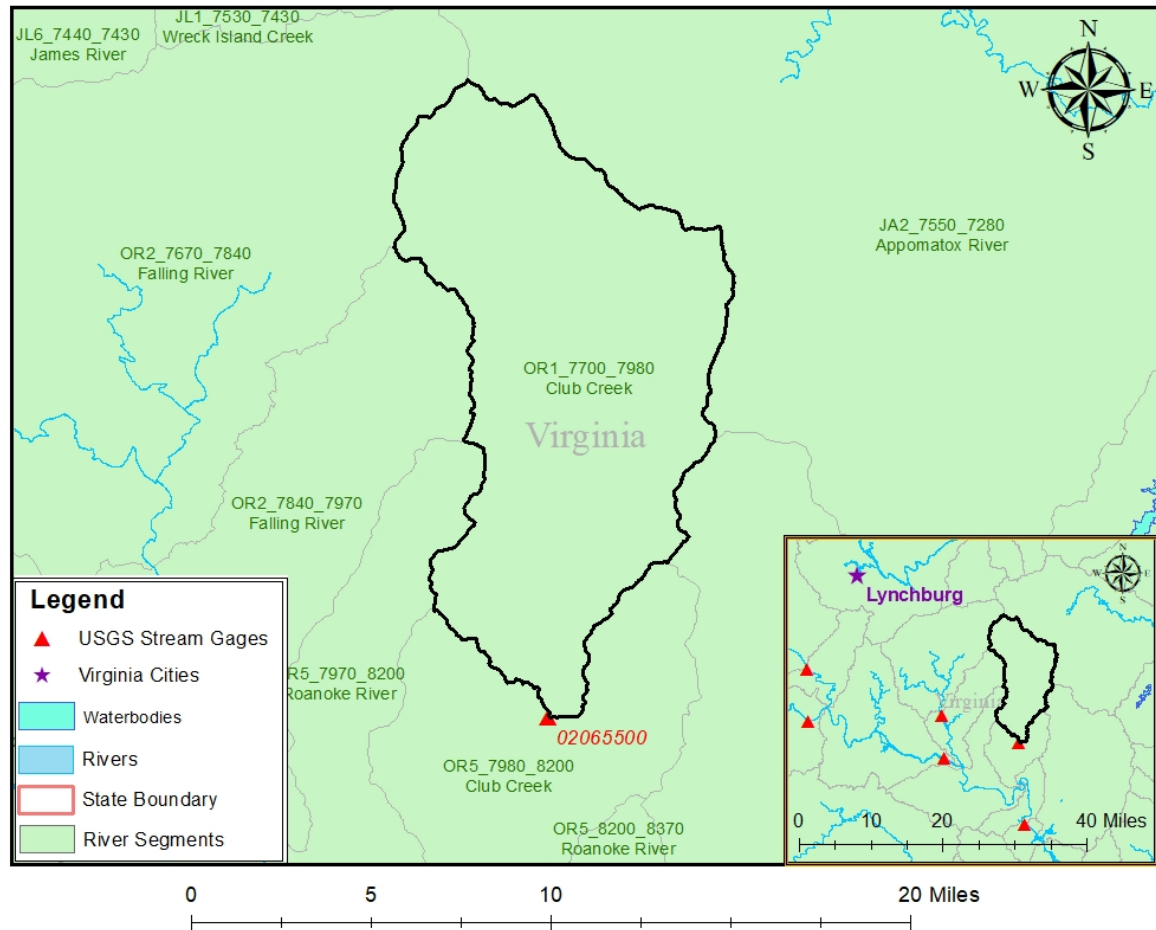 JL1_7530_7430
Wreck Island Creek
JL6_7440_7430
James River
N
W E
S
JA2_7550_7280
Appomatox River
OR2_7670_7840
Falling River
OR1_7700_7980
Club Creek
Virginia
OR2_7840_7970
Falling River
R5_7970_8200
Roanoke River
02065500
OR5_7980_8200
Club Creek
OR5_8200_8370
Roanoke River
Legend
USGS Stream Gages
Virginia Cities
Waterbodies
Rivers
State Boundary
River Segments
N
W E
S
Lynchburg
Virginia
0 10 20 40 Miles
0 5 10 20 Miles